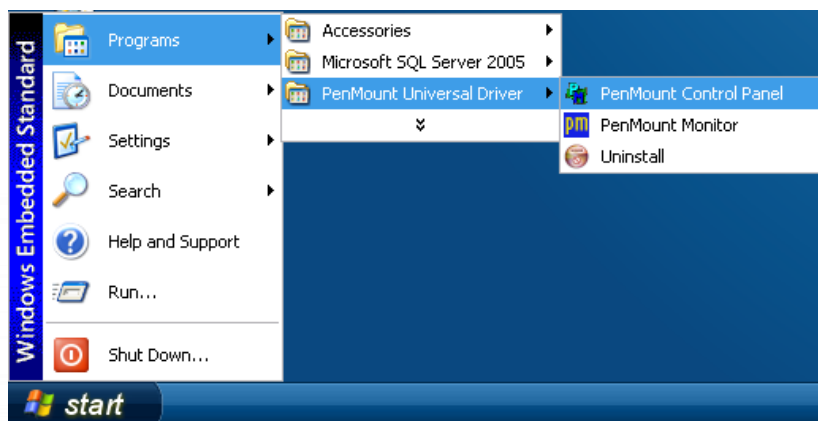 Windows Embedded Standard
Programs
Documents
Settings
Search
Help and Support
Run...
Shut Down...
Accessories
Microsoft SQL Server 2005
PenMount Universal Driver
PenMount Control Panel
pm PenMount Monitor
Uninstall
start